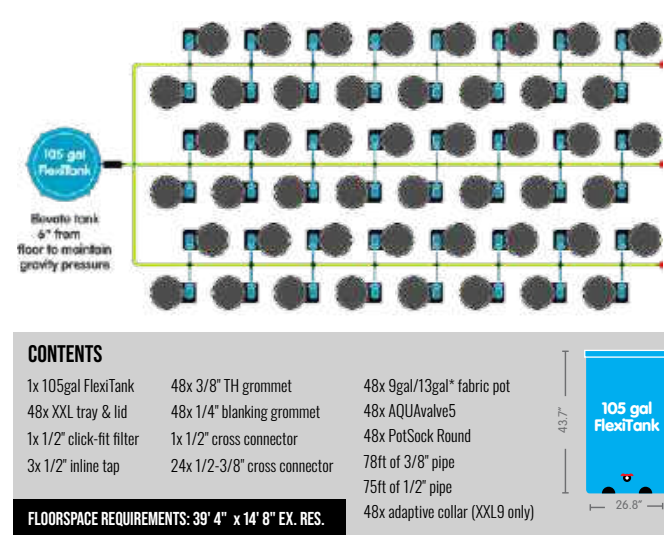 105 gal
FlexiTank
Elevate tank
6" from
floor to maintain
gravity pressure
CONTENTS
1x 105gal FlexiTank
48x XXL tray & lid
1x 1/2" click-fit filter
3x 1/2" inline tap
48x 3/8" TH grommet
48x 1/4" blanking grommet
1x 1/2" cross connector
24x 1/2-3/8" cross connector
48x 9gal/13gal* fabric pot
48x AQUAvalve5
48x PotSock Round
78ft of 3/8" pipe
75ft of 1/2" pipe
48x adaptive collar (XXL9 only)
FLOORSPACE REQUIREMENTS: 39' 4" x 14' 8" EX. RES.
43.7"
105 gal
FlexiTank
26.8"